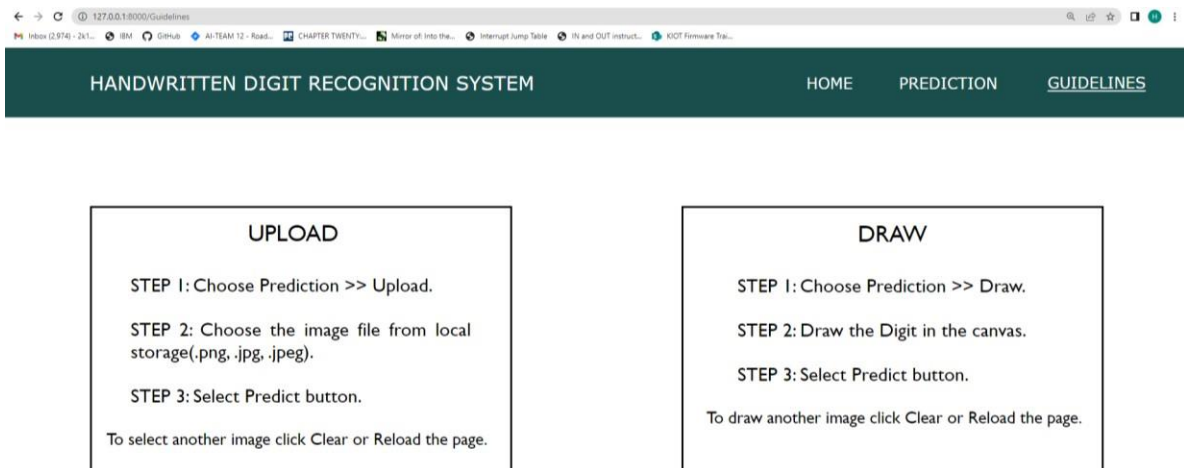 127.0.0.1:8000/Guidelines
Inbox (2,974) - 2k1... IBM GitHub AI-TEAM 12 - Road... CHAPTER TWENTY-... Mirror of: Into the... Interrupt Jump Table IN and OUT instruct... KIOT Firmware Trai...
HANDWRITTEN DIGIT RECOGNITION SYSTEM HOME PREDICTION GUIDELINES
UPLOAD
STEP 1: Choose Prediction >> Upload.
STEP 2: Choose the image file from local
storage(.png, .jpg, .jpeg).
STEP 3: Select Predict button.
To select another image click Clear or Reload the page.
DRAW
STEP 1: Choose Prediction >> Draw.
STEP 2: Draw the Digit in the canvas.
STEP 3: Select Predict button.
To draw another image click Clear or Reload the page.